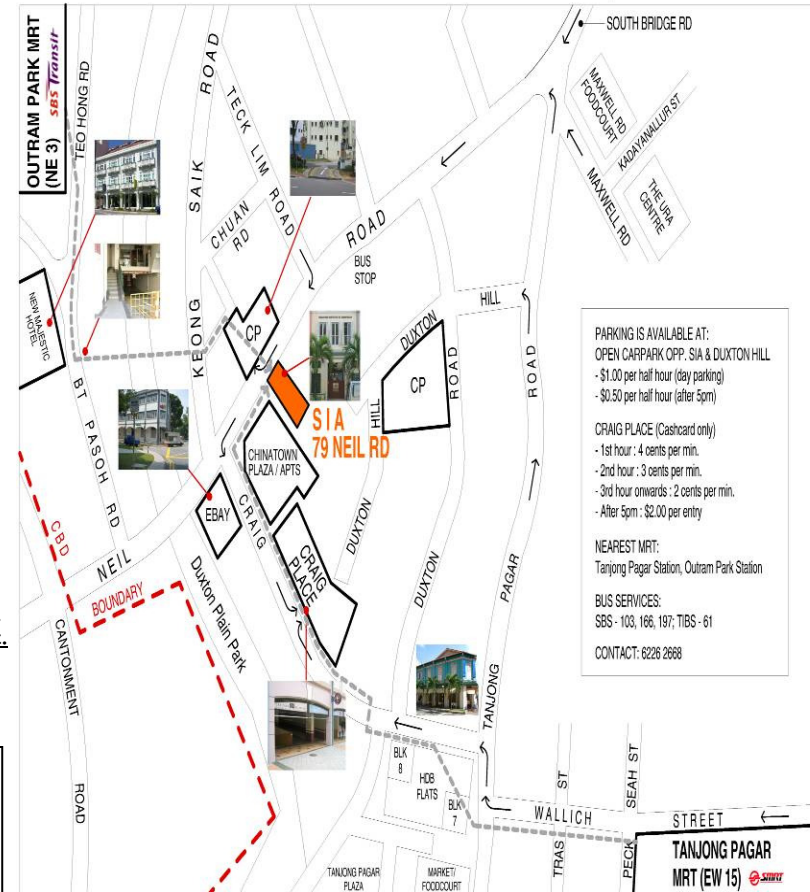 OUTRAM PARK MRT
(NE 3)
SBS Transit
TEO HONG RD
KEONG SAIK ROAD
TECK LIM ROAD
CHUAN
RD
SOUTH BRIDGE RD
MAXWELL RD
FOODCOURT
KADAYANALLUR ST
THE URA
CENTRE
MAXWELL RD
NEIL ROAD
BUS
STOP
NEW MAJESTIC
HOTEL
BT PASOH RD
CP
SIA
79 NEIL RD
DUXTON HILL
DUXTON HILL
CP
DUXTON ROAD
TANJONG PAGAR ROAD
CHINATOWN
PLAZA / APTS
EBAY
CRAIG
CRAIG
PLACE
Duxton Plain Park
CBD
BOUNDARY
CANTONMENT ROAD
PARKING IS AVAILABLE AT:
OPEN CARPARK OPP. SIA & DUXTON HILL
- $1.00 per half hour (day parking)
- $0.50 per half hour (after 5pm)
CRAIG PLACE (Cashcard only)
- 1st hour : 4 cents per min.
- 2nd hour : 3 cents per min.
- 3rd hour onwards : 2 cents per min.
- After 5pm : $2.00 per entry
NEAREST MRT:
Tanjong Pagar Station, Outram Park Station
BUS SERVICES:
SBS - 103, 166, 197; TIBS - 61
CONTACT: 6226 2668
BLK
8
HDB
FLATS
BLK
7
WALLICH STREET
TRAS ST
PECK SEAH ST
TANJONG PAGAR
PLAZA
MARKET/
FOODCOURT
TANJONG PAGAR
MRT (EW 15)
SMRT